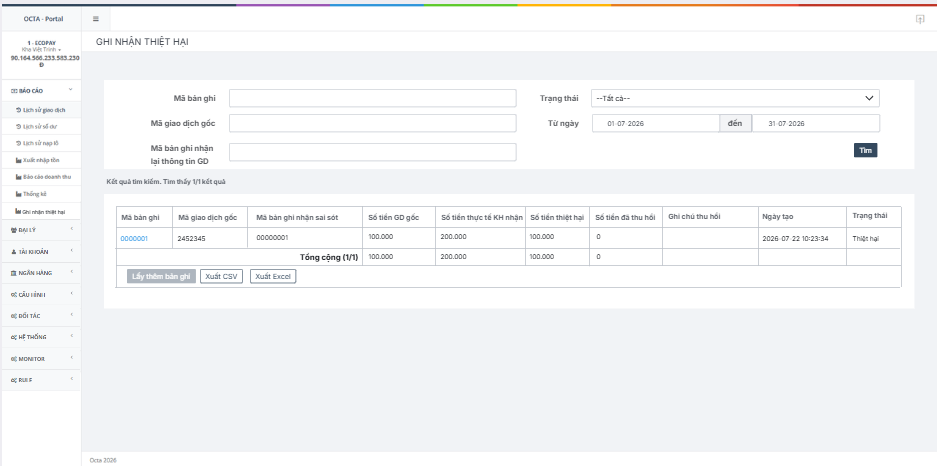 OCTA - Portal
1 - ECOPAY
Kha Việt Trinh
90,164,566,233,583,230
Đ
BÁO CÁO
Lịch sử giao dịch
Lịch sử số dư
Lịch sử nạp lô
Xuất nhập tồn
Báo cáo doanh thu
Thống kê
Ghi nhận thiệt hại
ĐẠI LÝ
TÀI KHOẢN
NGÂN HÀNG
CẤU HÌNH
ĐỐI TÁC
HỆ THỐNG
MONITOR
RULE
GHI NHẬN THIỆT HẠI
Mã bản ghi
Trạng thái --Tất cả--
Mã giao dịch gốc
Từ ngày 01-07-2026 đến 31-07-2026
Mã bản ghi nhận
lại thông tin GD
Tìm
Kết quả tìm kiếm. Tìm thấy 1/1 kết quả
Mã bản ghi Mã giao dịch gốc Mã bản ghi nhận sai sót Số tiền GD gốc Số tiền thực tế KH nhận Số tiền thiệt hại Số tiền đã thu hồi Ghi chú thu hồi Ngày tạo Trạng thái
0000001 2452345 00000001 100.000 200.000 100.000 0 2026-07-22 10:23:34 Thiệt hại
Tổng cộng (1/1) 100.000 200.000 100.000 0
Lấy thêm bản ghi Xuất CSV Xuất Excel
Octa 2026